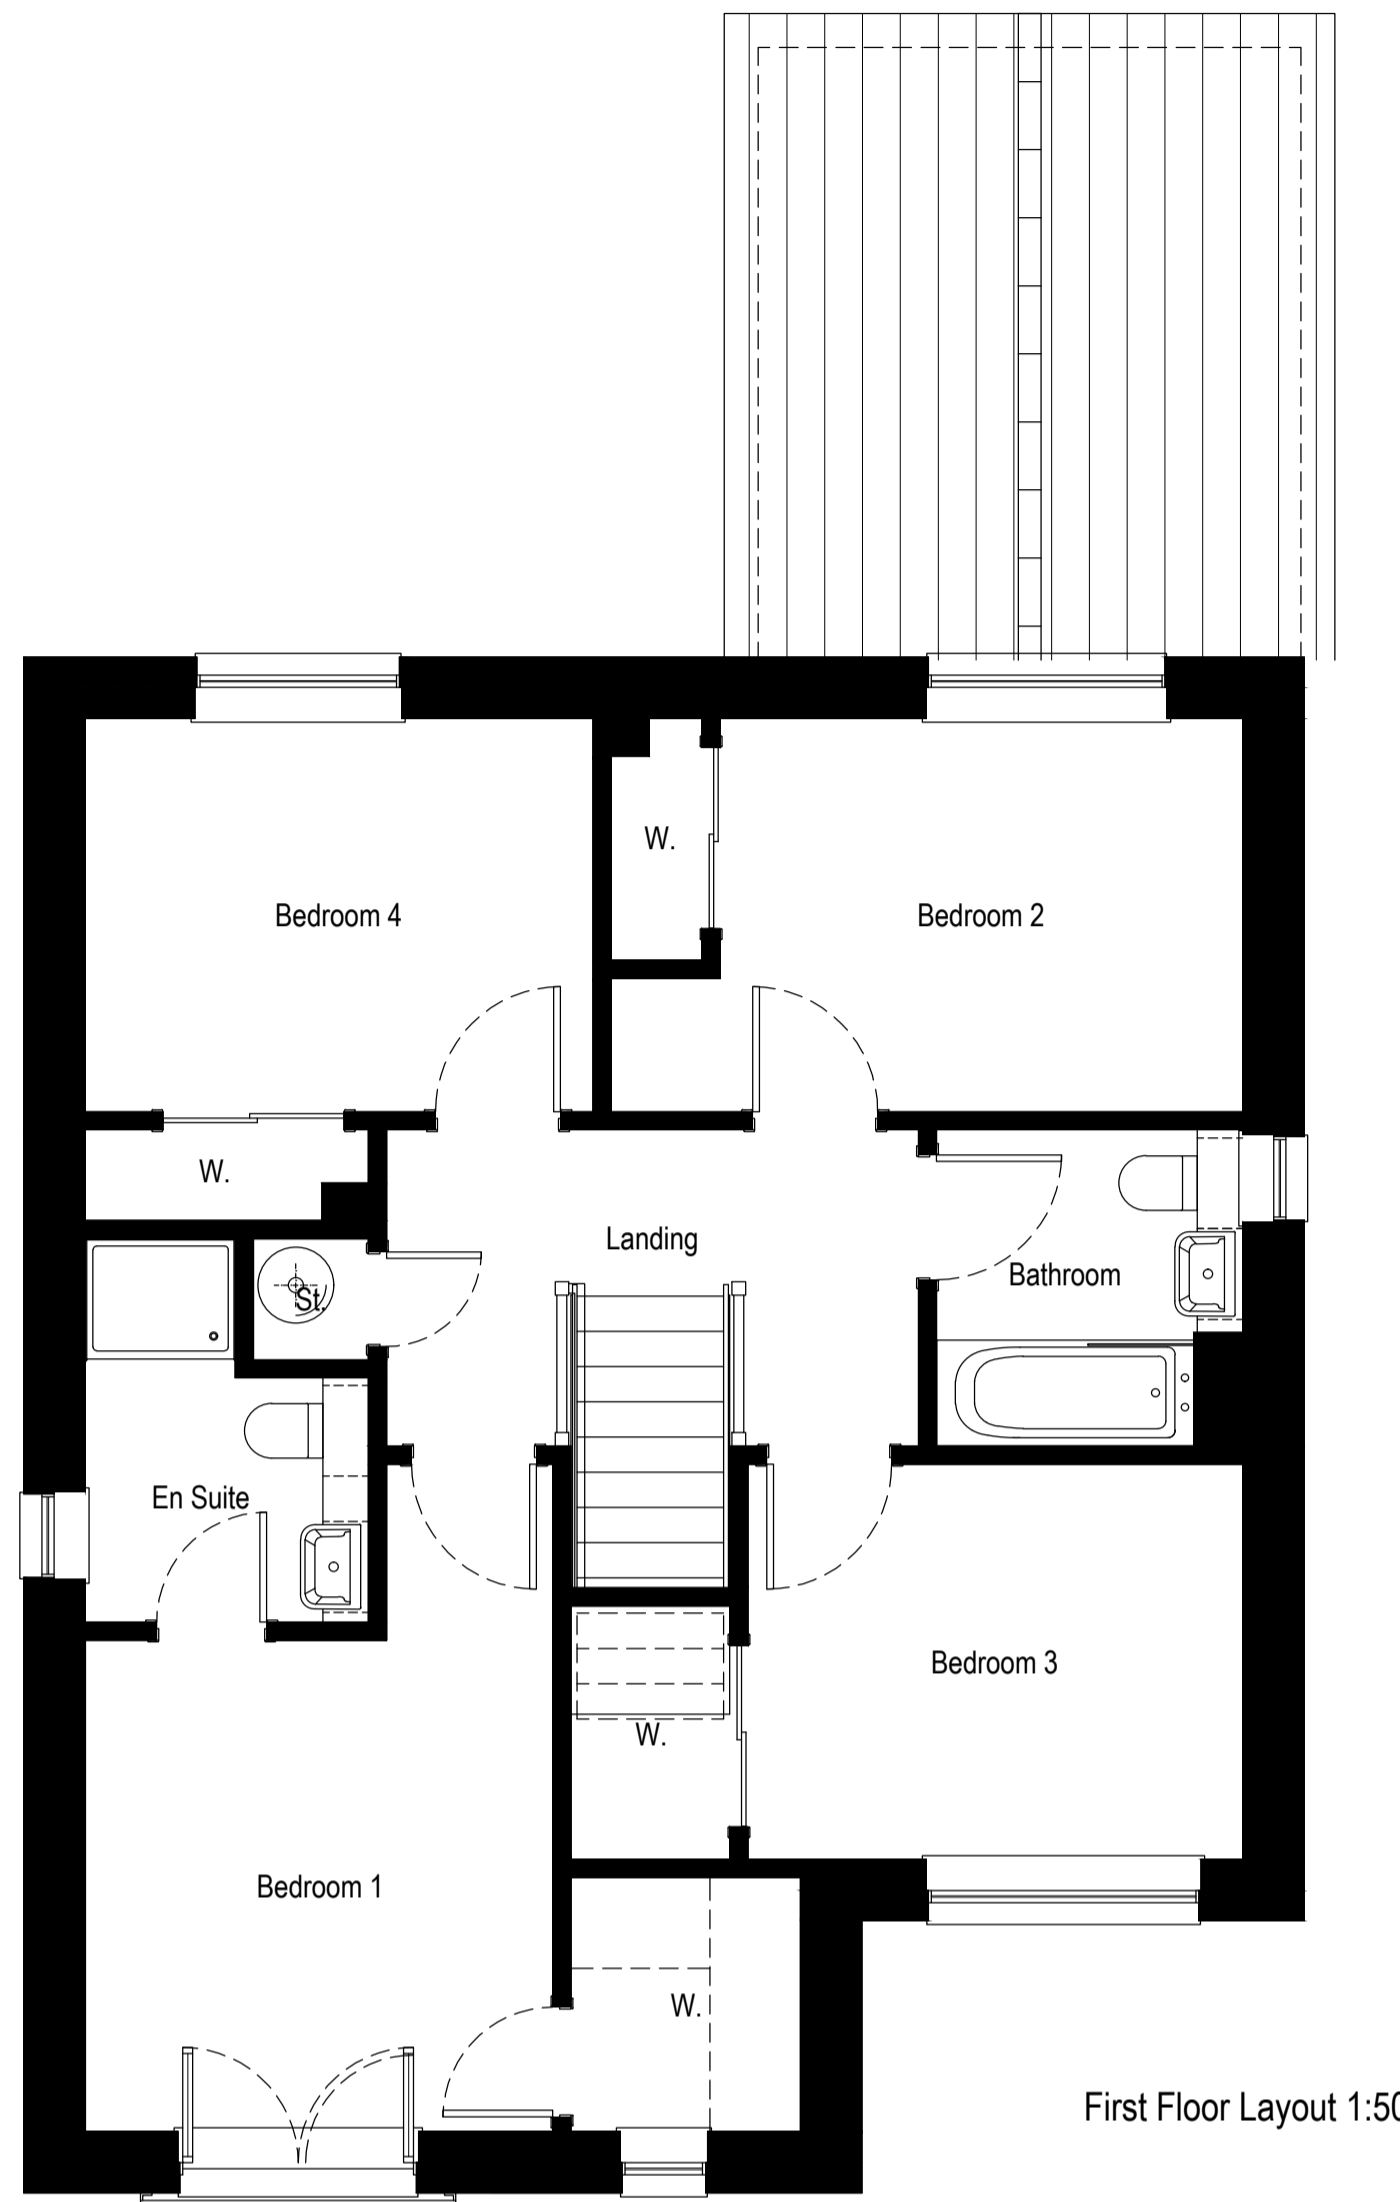 W.
Bedroom 4
Bedroom 2
W.
Landing
Bathroom
St.
En Suite
Bedroom 3
W.
Bedroom 1
W.
First Floor Layout 1:50